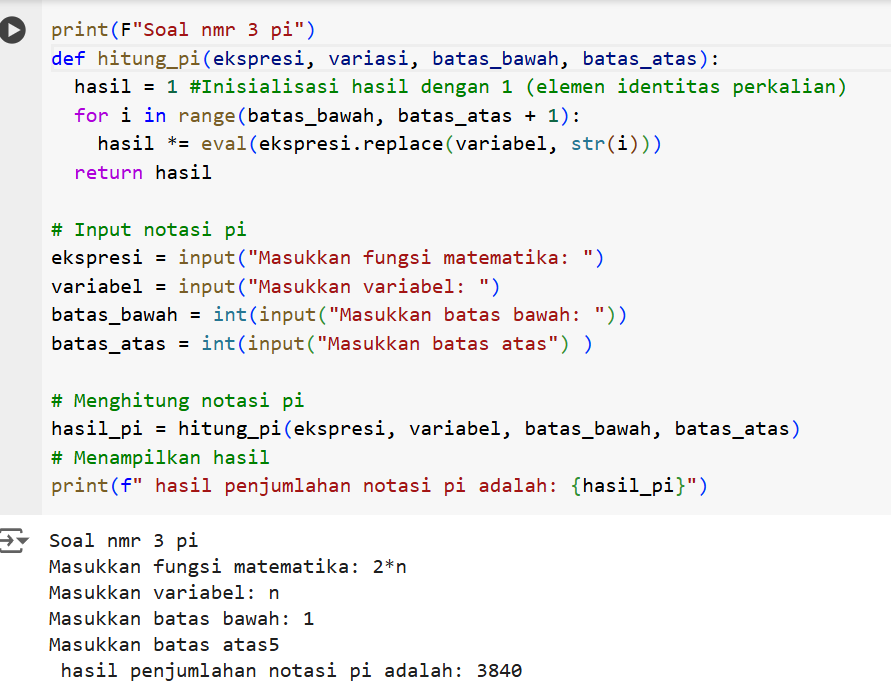 print(F"Soal nmr 3 pi")
def hitung_pi(ekspresi, variasi, batas_bawah, batas_atas):
  hasil = 1 #Inisialisasi hasil dengan 1 (elemen identitas perkalian)
  for i in range(batas_bawah, batas_atas + 1):
    hasil *= eval(ekspresi.replace(variabel, str(i)))
  return hasil
# Input notasi pi
ekspresi = input("Masukkan fungsi matematika: ")
variabel = input("Masukkan variabel: ")
batas_bawah = int(input("Masukkan batas bawah: "))
batas_atas = int(input("Masukkan batas atas") )
# Menghitung notasi pi
hasil_pi = hitung_pi(ekspresi, variabel, batas_bawah, batas_atas)
# Menampilkan hasil
print(f" hasil penjumlahan notasi pi adalah: {hasil_pi}")
Soal nmr 3 pi
Masukkan fungsi matematika: 2*n
Masukkan variabel: n
Masukkan batas bawah: 1
Masukkan batas atas5
 hasil penjumlahan notasi pi adalah: 3840